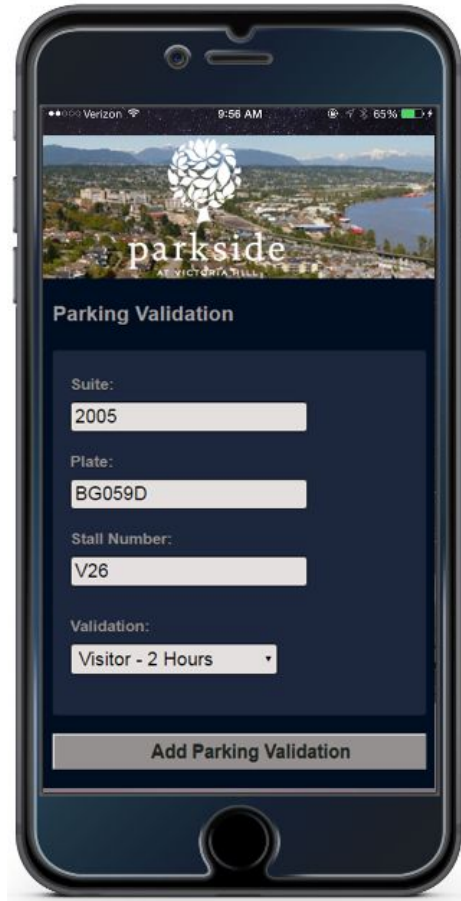 Verizon 9:56 AM 65%
parkside
AT VICTORIA HILL
Parking Validation
Suite:
2005
Plate:
BG059D
Stall Number:
V26
Validation:
Visitor - 2 Hours
Add Parking Validation